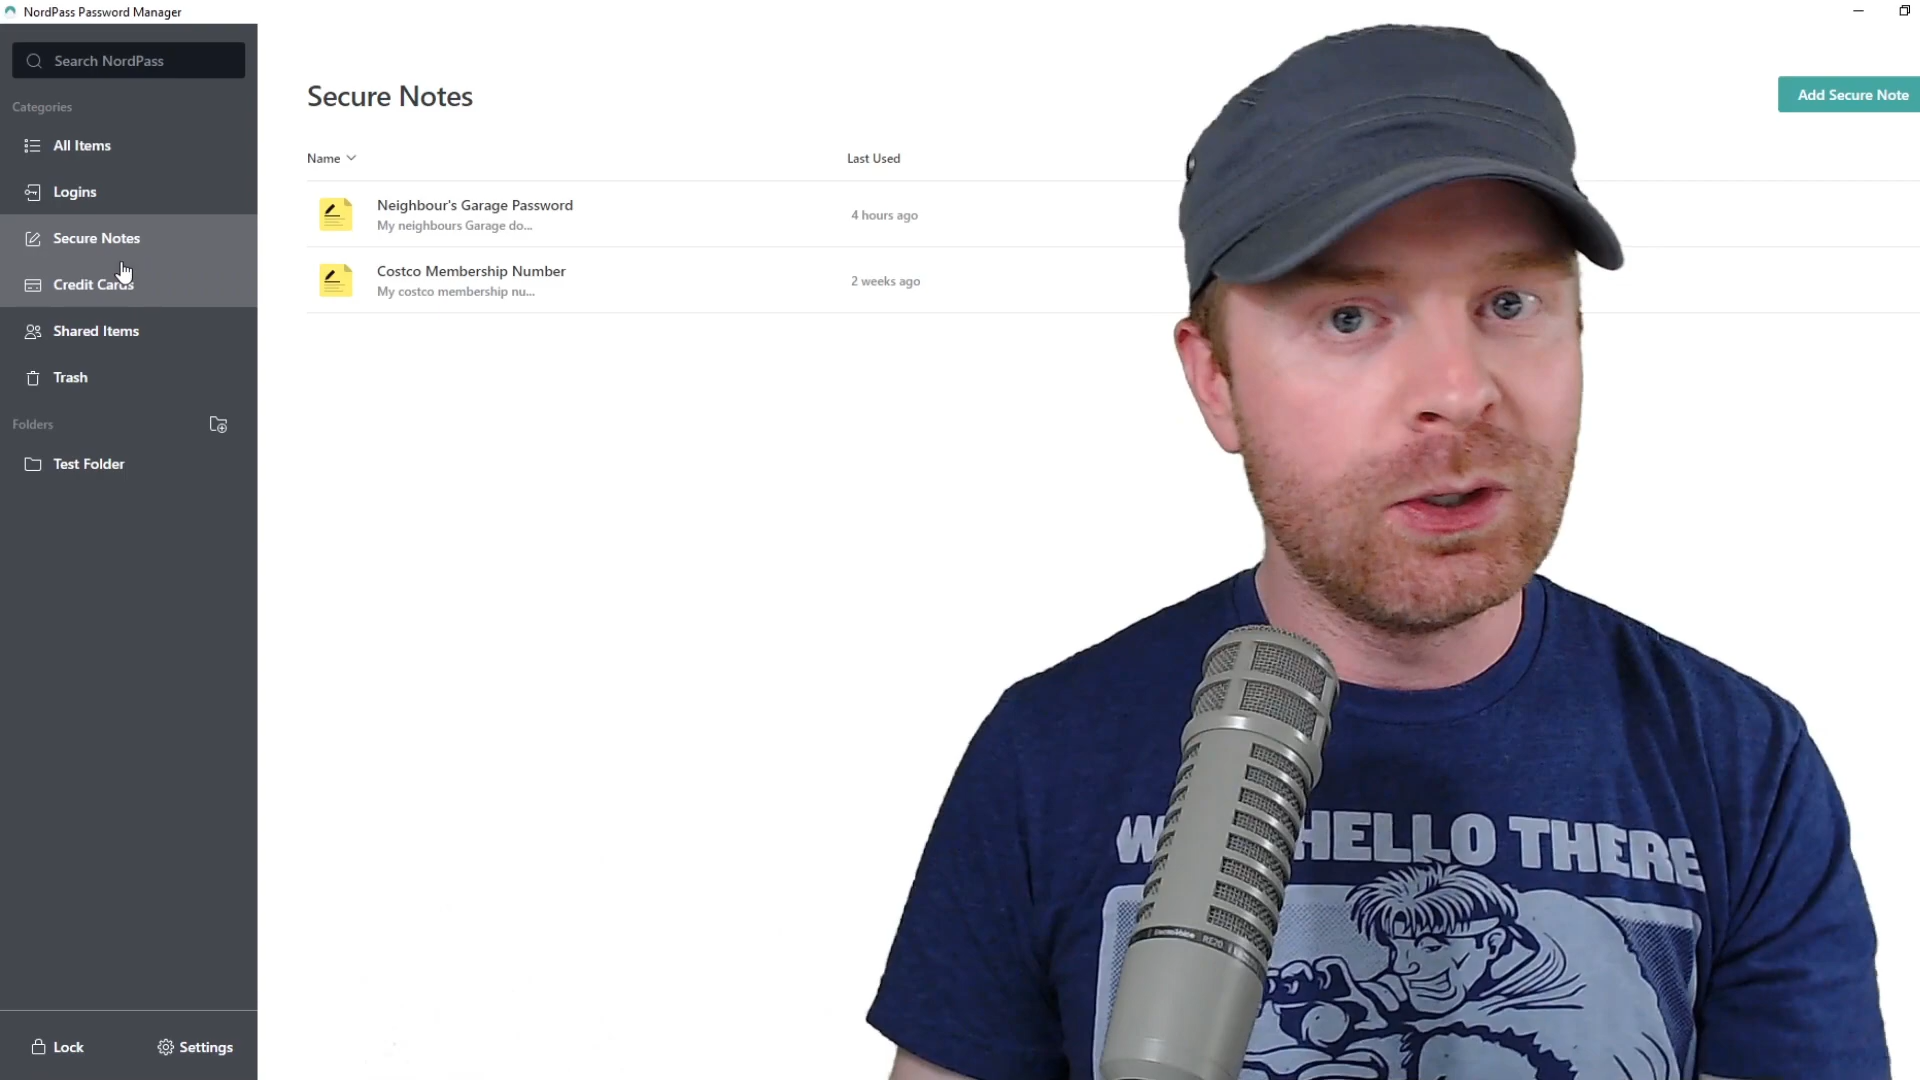 NordPass Password Manager
Search NordPass
Categories
All Items
Logins
Secure Notes
Credit Cards
Shared Items
Trash
Folders
Test Folder
Lock
Settings
Secure Notes
Add Secure Note
Name
Last Used
Neighbour's Garage Password
My neighbours Garage do...
4 hours ago
Costco Membership Number
My costco membership nu...
2 weeks ago
HELLO THERE
RE20